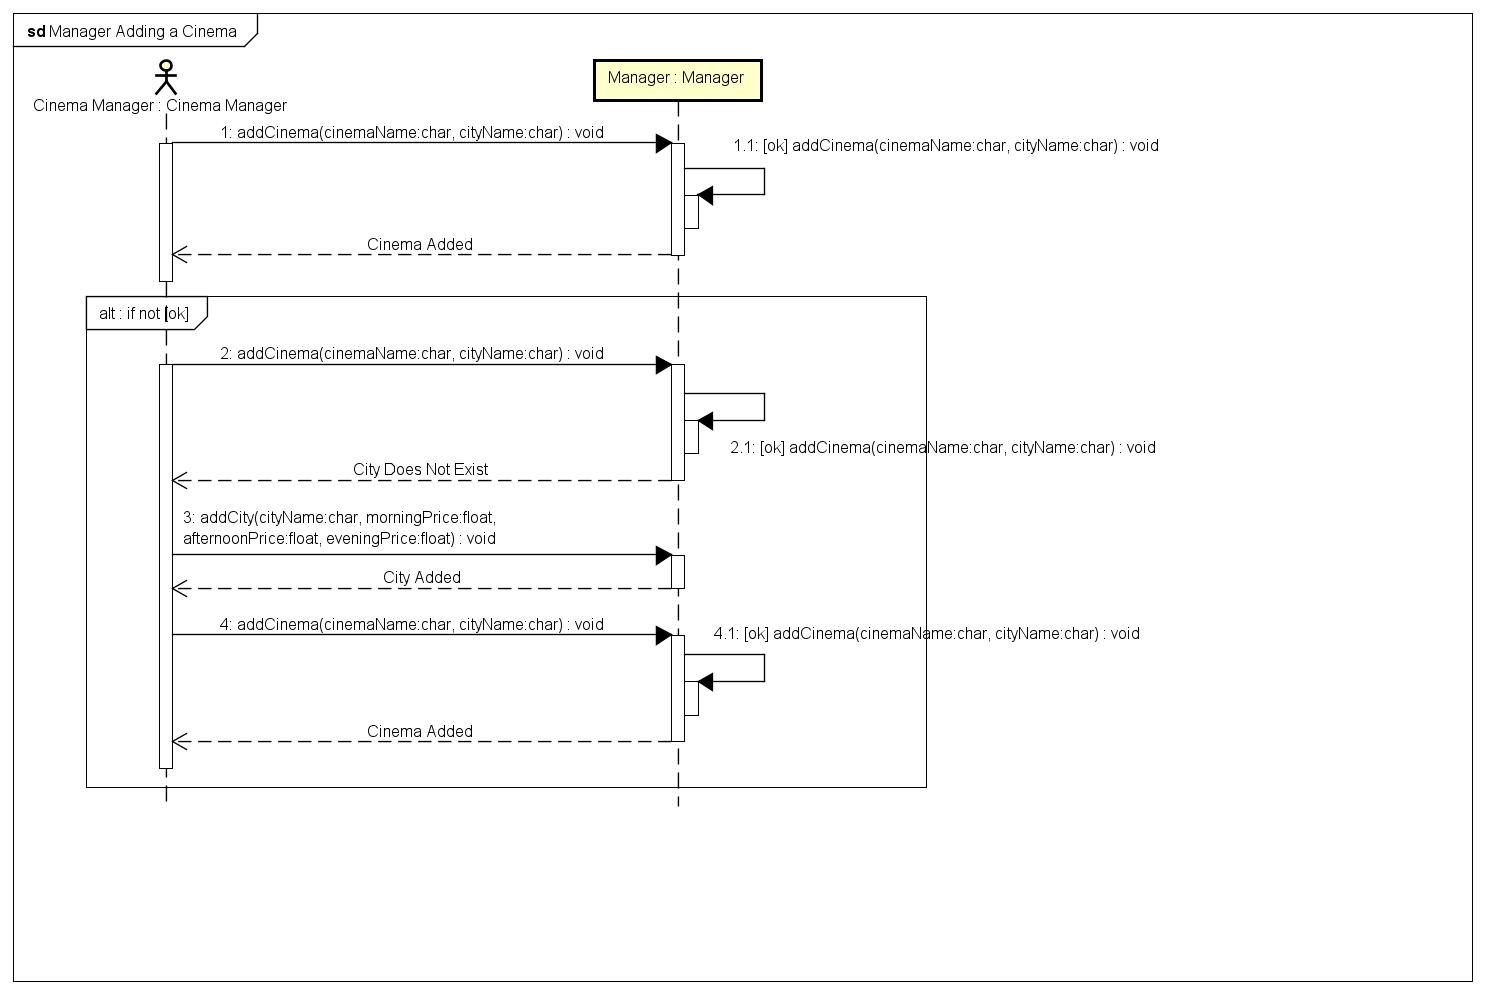 sd Manager Adding a Cinema
Cinema Manager : Cinema Manager
Manager : Manager
1: addCinema(cinemaName:char, cityName:char) : void
1.1: [ok] addCinema(cinemaName:char, cityName:char) : void
Cinema Added
alt : if not [ok]
2: addCinema(cinemaName:char, cityName:char) : void
2.1: [ok] addCinema(cinemaName:char, cityName:char) : void
City Does Not Exist
3: addCity(cityName:char, morningPrice:float,
afternoonPrice:float, eveningPrice:float) : void
City Added
4: addCinema(cinemaName:char, cityName:char) : void
4.1: [ok] addCinema(cinemaName:char, cityName:char) : void
Cinema Added